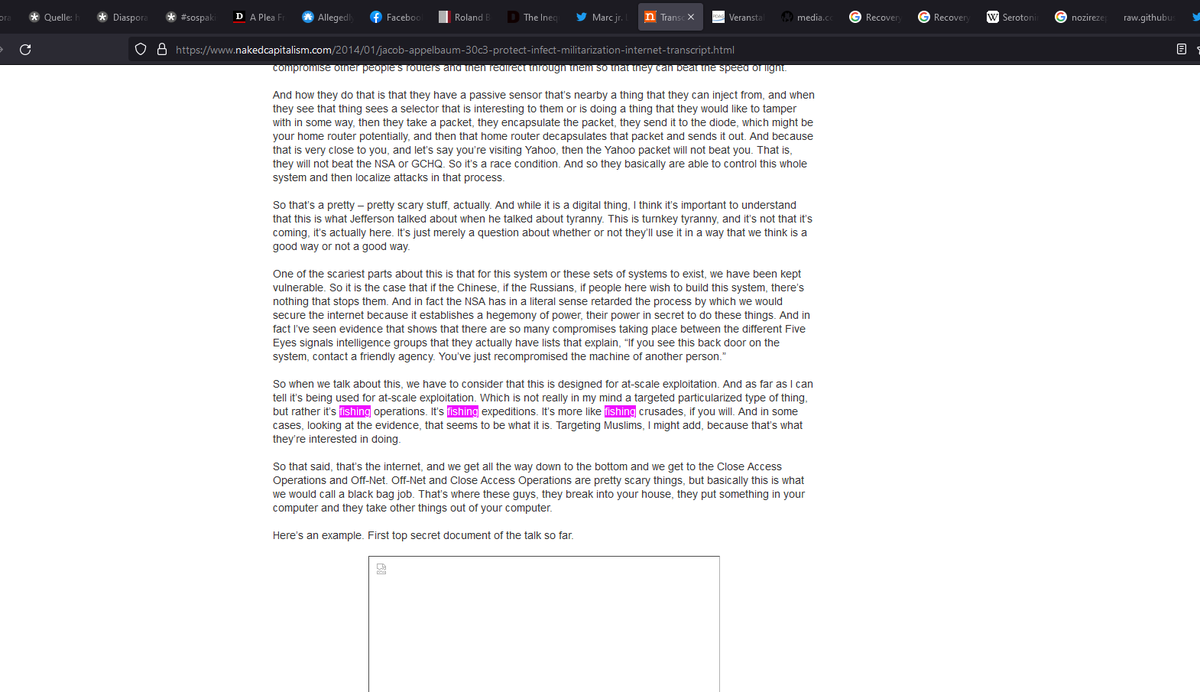 Quelle: h Diaspora #sospak D A Plea F Allegedl Faceboo Roland B D The Ineq Marc jr. n Transc × Veranstal media.c G Recovery G Recovery W Serotoni G nozireze raw.githubu
https://www.nakedcapitalism.com/2014/01/jacob-appelbaum-30c3-protect-infect-militarization-internet-transcript.html
compromise other people's routers and then redirect through them so that they can beat the speed of light.
And how they do that is that they have a passive sensor that's nearby a thing that they can inject from, and when
they see that thing sees a selector that is interesting to them or is doing a thing that they would like to tamper
with in some way, then they take a packet, they encapsulate the packet, they send it to the diode, which might be
your home router potentially, and then that home router decapsulates that packet and sends it out. And because
that is very close to you, and let's say you're visiting Yahoo, then the Yahoo packet will not beat you. That is,
they will not beat the NSA or GCHQ. So it's a race condition. And so they basically are able to control this whole
system and then localize attacks in that process.
So that's a pretty – pretty scary stuff, actually. And while it is a digital thing, I think it's important to understand
that this is what Jefferson talked about when he talked about tyranny. This is turnkey tyranny, and it's not that it's
coming, it's actually here. It's just merely a question about whether or not they'll use it in a way that we think is a
good way or not a good way.
One of the scariest parts about this is that for this system or these sets of systems to exist, we have been kept
vulnerable. So it is the case that if the Chinese, if the Russians, if people here wish to build this system, there's
nothing that stops them. And in fact the NSA has in a literal sense retarded the process by which we would
secure the internet because it establishes a hegemony of power, their power in secret to do these things. And in
fact I've seen evidence that shows that there are so many compromises taking place between the different Five
Eyes signals intelligence groups that they actually have lists that explain, "If you see this back door on the
system, contact a friendly agency. You've just recompromised the machine of another person."
So when we talk about this, we have to consider that this is designed for at-scale exploitation. And as far as I can
tell it's being used for at-scale exploitation. Which is not really in my mind a targeted particularized type of thing,
but rather it's fishing operations. It's fishing expeditions. It's more like fishing crusades, if you will. And in some
cases, looking at the evidence, that seems to be what it is. Targeting Muslims, I might add, because that's what
they're interested in doing.
So that said, that's the internet, and we get all the way down to the bottom and we get to the Close Access
Operations and Off-Net. Off-Net and Close Access Operations are pretty scary things, but basically this is what
we would call a black bag job. That's where these guys, they break into your house, they put something in your
computer and they take other things out of your computer.
Here's an example. First top secret document of the talk so far.